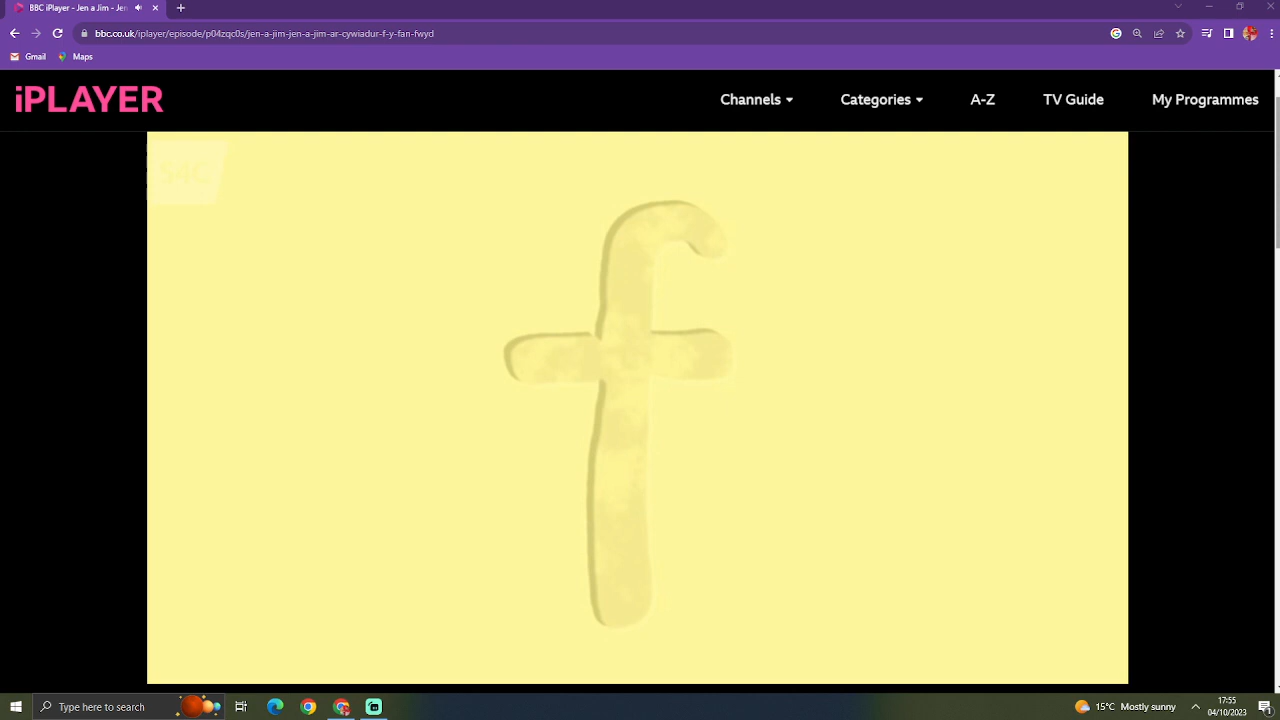 BBC iPlayer - Jen a Jim - Jen
bbc.co.uk/iplayer/episode/p04zqc0s/jen-a-jim-jen-a-jim-ar-cywiadur-f-y-fan-fwyd
Gmail Maps
iPLAYER Channels Categories A-Z TV Guide My Programmes
S4C
f
Type here to search 15°C Mostly sunny 17:55
04/10/2023